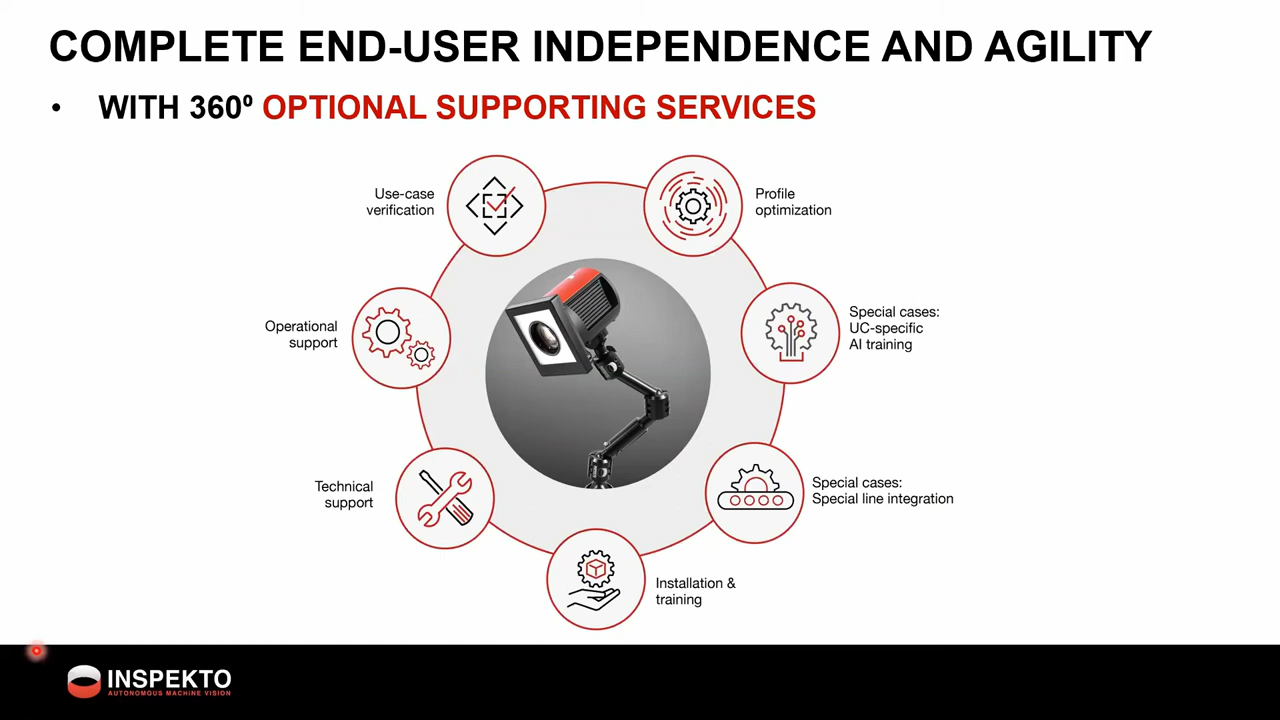 COMPLETE END-USER INDEPENDENCE AND AGILITY
• WITH 360º OPTIONAL SUPPORTING SERVICES
Use-case
verification
Profile
optimization
Operational
support
Special cases:
UC-specific
AI training
Technical
support
Special cases:
Special line integration
Installation &
training
INSPEKTO
AUTONOMOUS MACHINE VISION